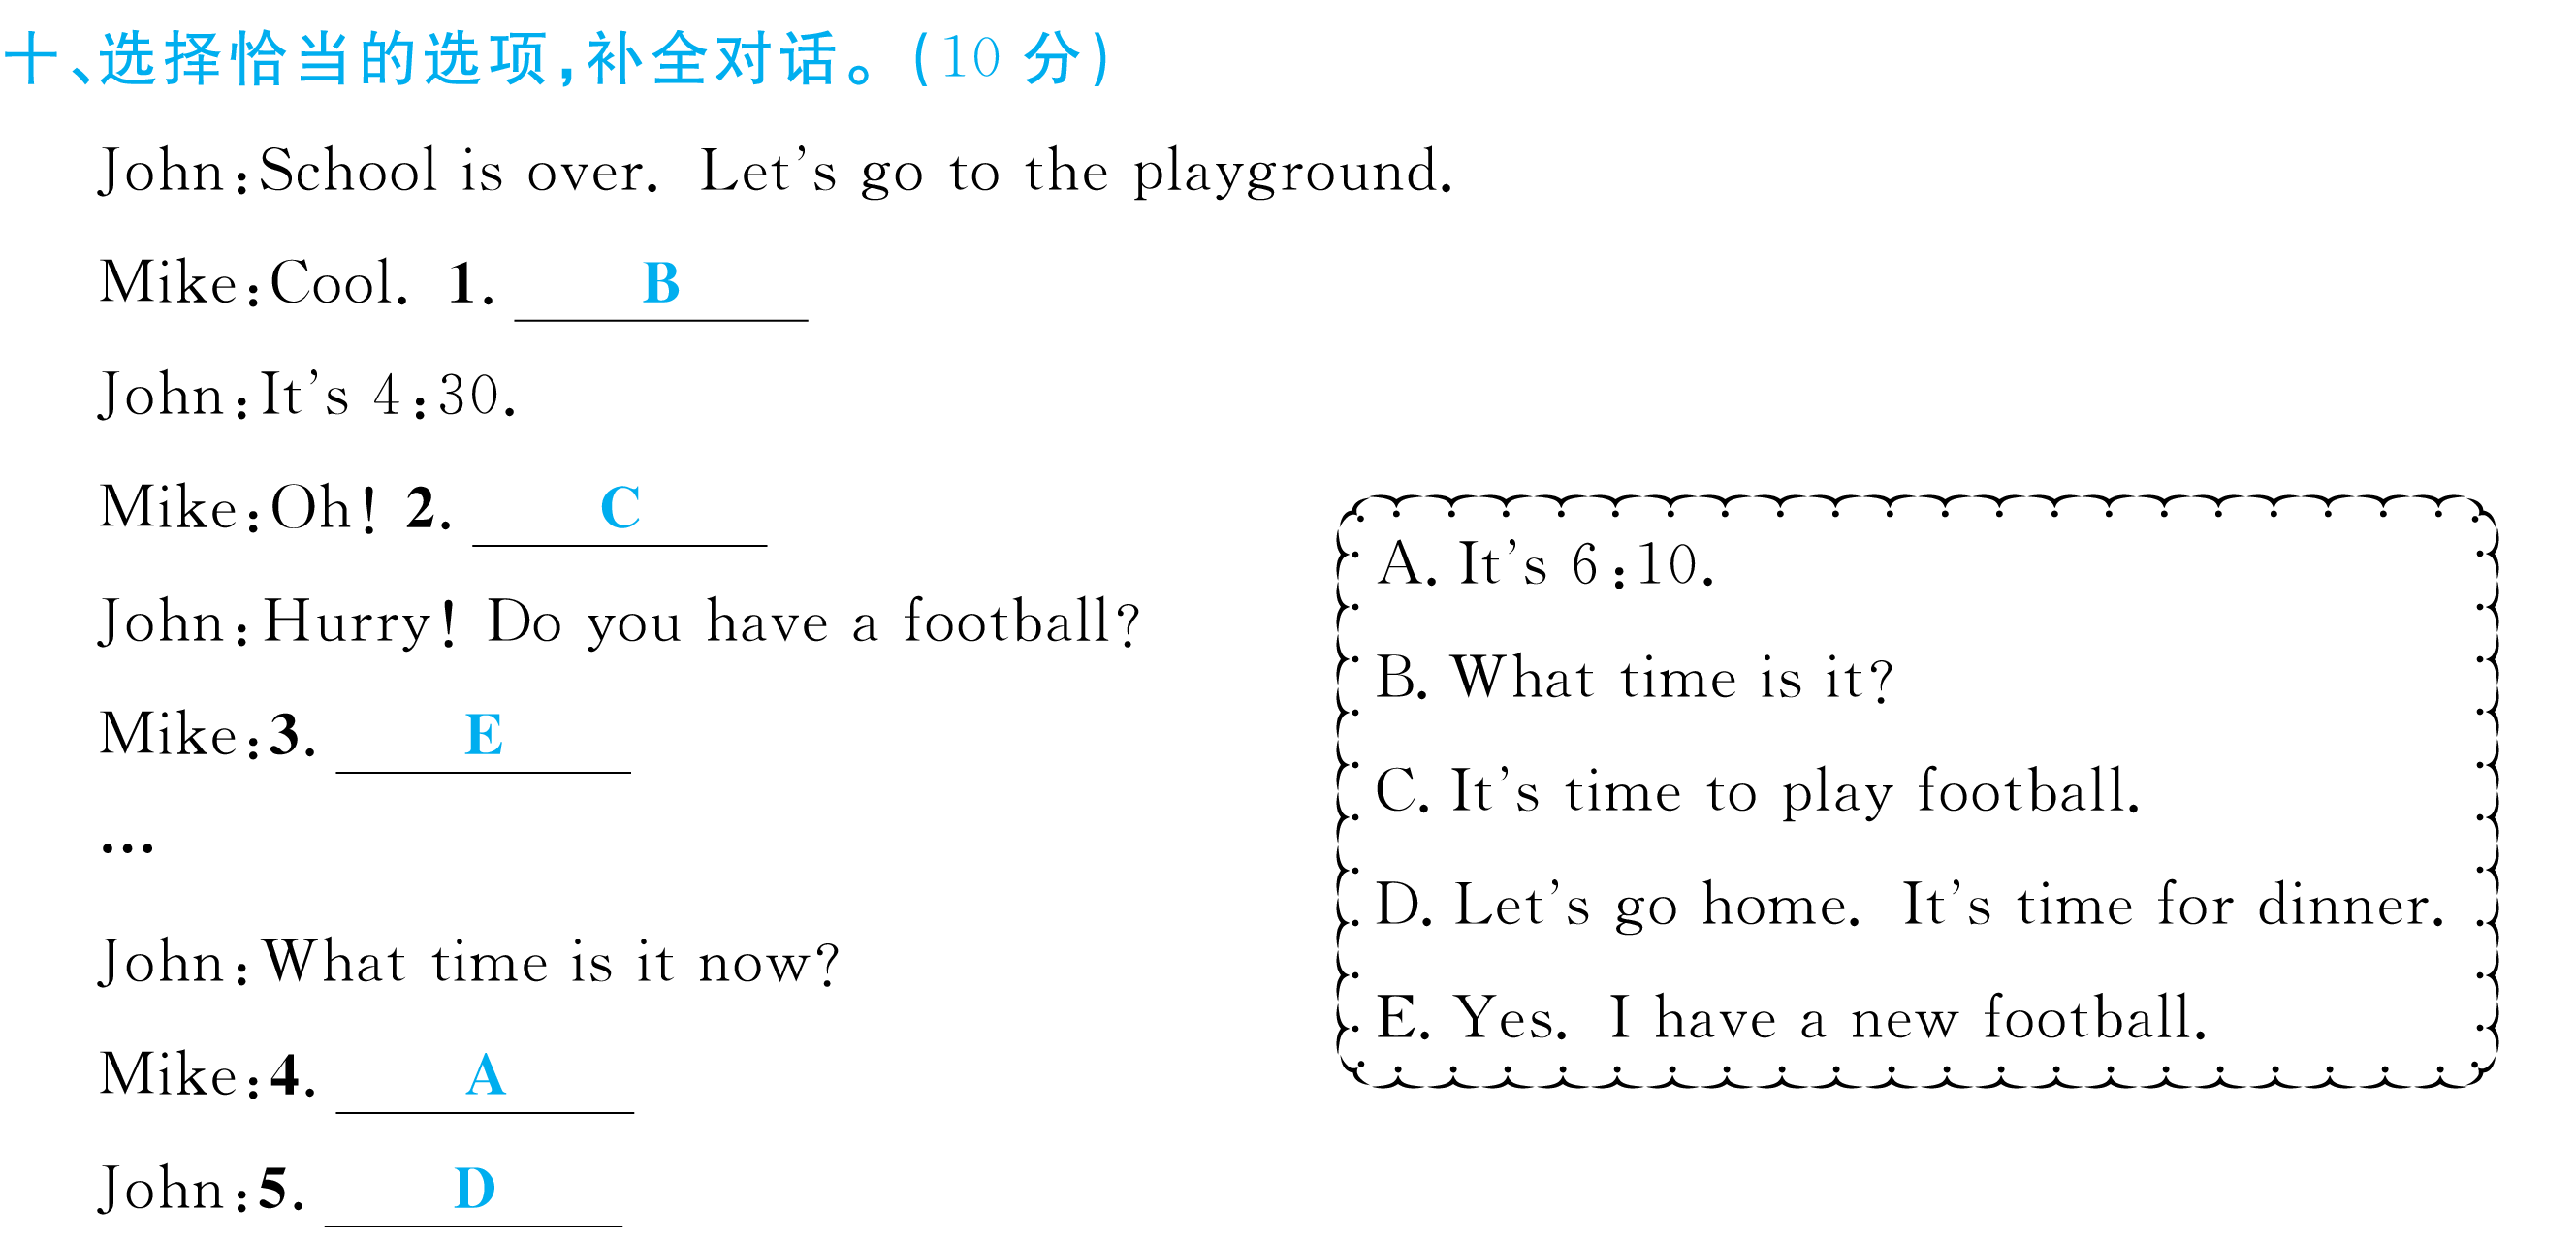 十、选择恰当的选项,补全对话。(10 分)
John:School is over. Let's go to the playground.
Mike:Cool. 1. B
John:It's 4:30.
Mike:Oh! 2. C
John:Hurry! Do you have a football?
Mike:3. E
...
John:What time is it now?
Mike:4. A
John:5. D
A. It's 6:10.
B. What time is it?
C. It's time to play football.
D. Let's go home. It's time for dinner.
E. Yes. I have a new football.